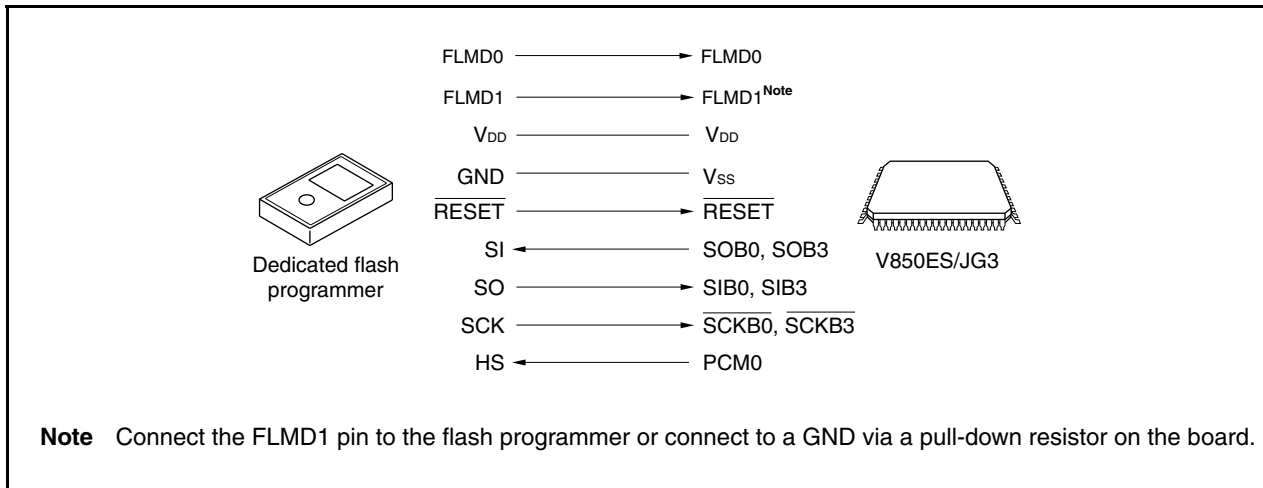 FLMD0 FLMD0
FLMD1 FLMD1Note
VDD VDD
GND VSS
RESET RESET
SI SOB0, SOB3
SO SIB0, SIB3
SCK SCKB0, SCKB3
HS PCM0
Dedicated flash
programmer
V850ES/JG3
Note Connect the FLMD1 pin to the flash programmer or connect to a GND via a pull-down resistor on the board.